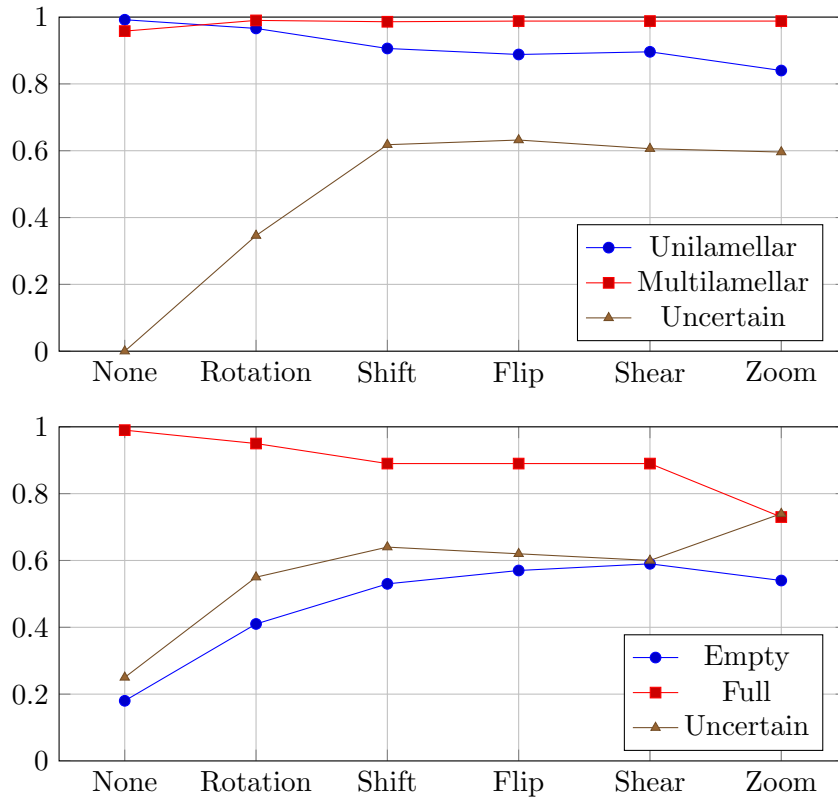 1
0.8
0.6
0.4
0.2
0
Unilamellar
Multilamellar
Uncertain
None Rotation Shift Flip Shear Zoom
1
0.8
0.6
0.4
0.2
0
Empty
Full
Uncertain
None Rotation Shift Flip Shear Zoom